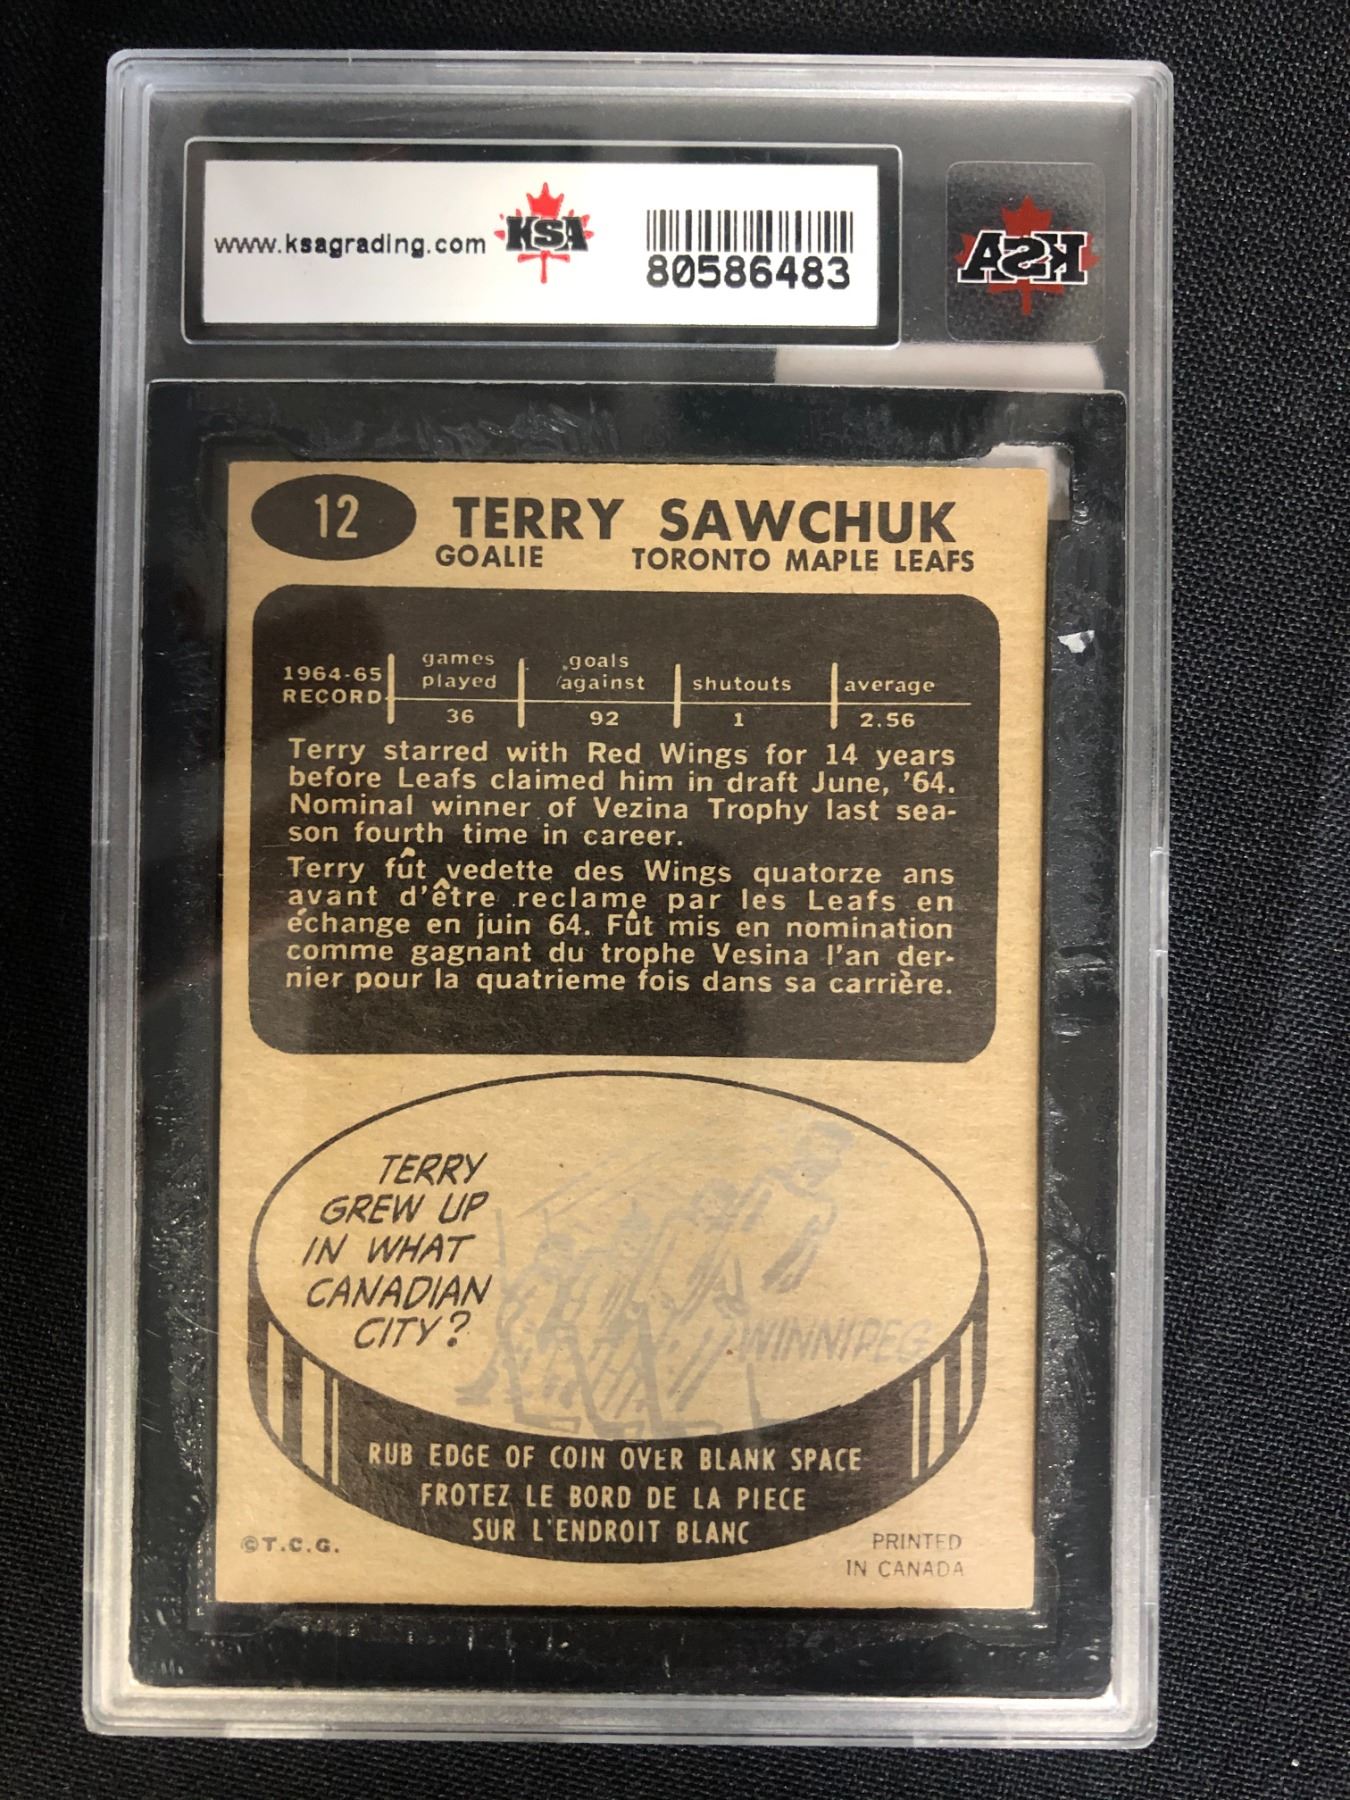 www.ksagrading.com
KSA
80586483
KSA
12
TERRY SAWCHUK
GOALIE TORONTO MAPLE LEAFS
1964-65 RECORD
games played
goals against
shutouts
average
36 92 1 2.56
Terry starred with Red Wings for 14 years
before Leafs claimed him in draft June, '64.
Nominal winner of Vezina Trophy last sea-
son fourth time in career.
Terry fût vedette des Wings quatorze ans
avant d'être reclame par les Leafs en
échange en juin 64. Fût mis en nomination
comme gagnant du trophe Vesina l'an der-
nier pour la quatrieme fois dans sa carrière.
TERRY
GREW UP
IN WHAT
CANADIAN
CITY?
WINNIPEG
RUB EDGE OF COIN OVER BLANK SPACE
FROTEZ LE BORD DE LA PIECE
SUR L'ENDROIT BLANC
©T.C.G.
PRINTED
IN CANADA